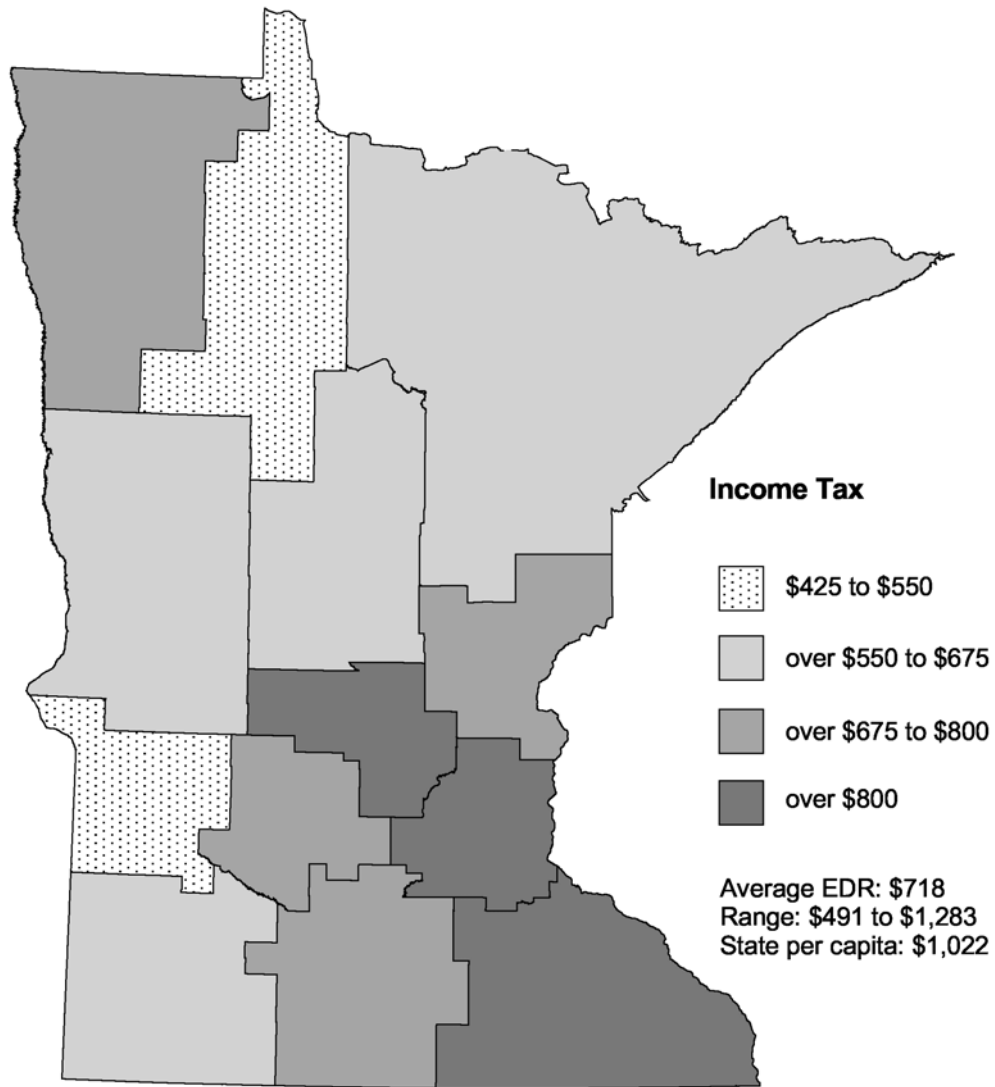 Income Tax
$425 to $550
over $550 to $675
over $675 to $800
over $800
Average EDR: $718
Range: $491 to $1,283
State per capita: $1,022